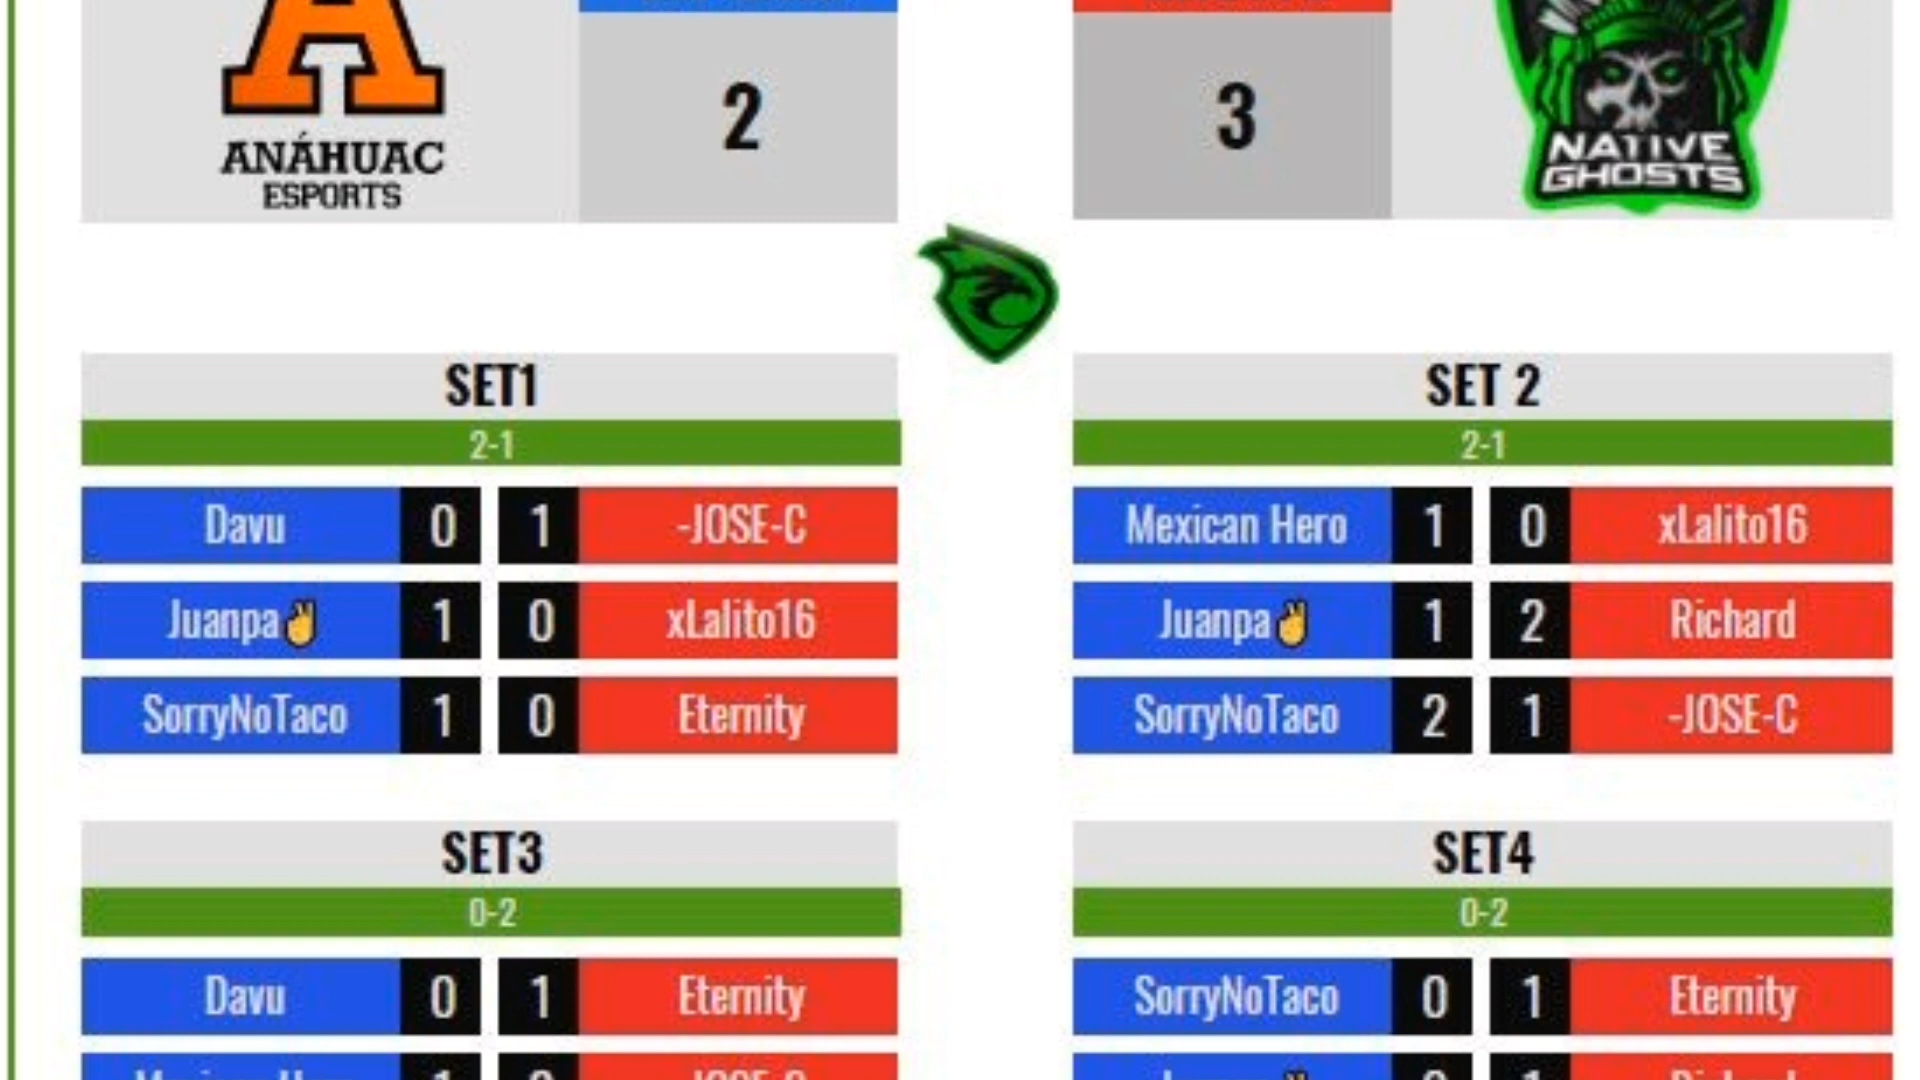 ANÁHUAC
ESPORTS
2
3
NATIVE
GHOSTS
SET1
2-1
Davu 0 1 -JOSE-C
Juanpa✌ 1 0 xLalito16
SorryNoTaco 1 0 Eternity
SET 2
2-1
Mexican Hero 1 0 xLalito16
Juanpa✌ 1 2 Richard
SorryNoTaco 2 1 -JOSE-C
SET3
0-2
Davu 0 1 Eternity
SET4
0-2
SorryNoTaco 0 1 Eternity